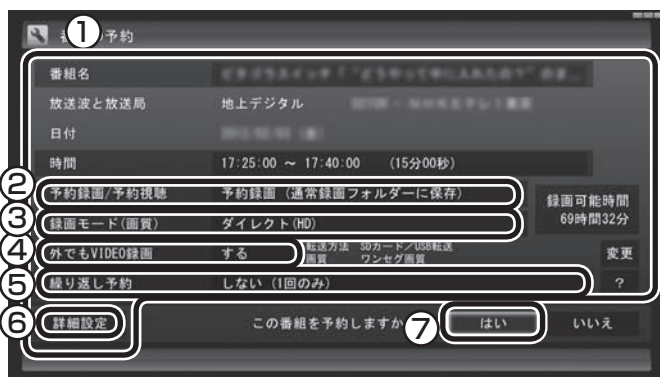 ①
予約
番組名
放送波と放送局 地上デジタル
日付
時間 17:25:00 ~ 17:40:00 (15分00秒)
② 予約録画/予約視聴 予約録画 (通常録画フォルダーに保存)
録画可能時間
69時間32分
③ 録画モード(画質) ダイレクト(HD)
④ 外でもVIDEO録画 する
転送方法 SDカード/USB転送
画質 ワンセグ画質
変更
⑤ 繰り返し予約 しない (1回のみ)
?
⑥ 詳細設定
この番組を予約しますか
⑦ はい
いいえ